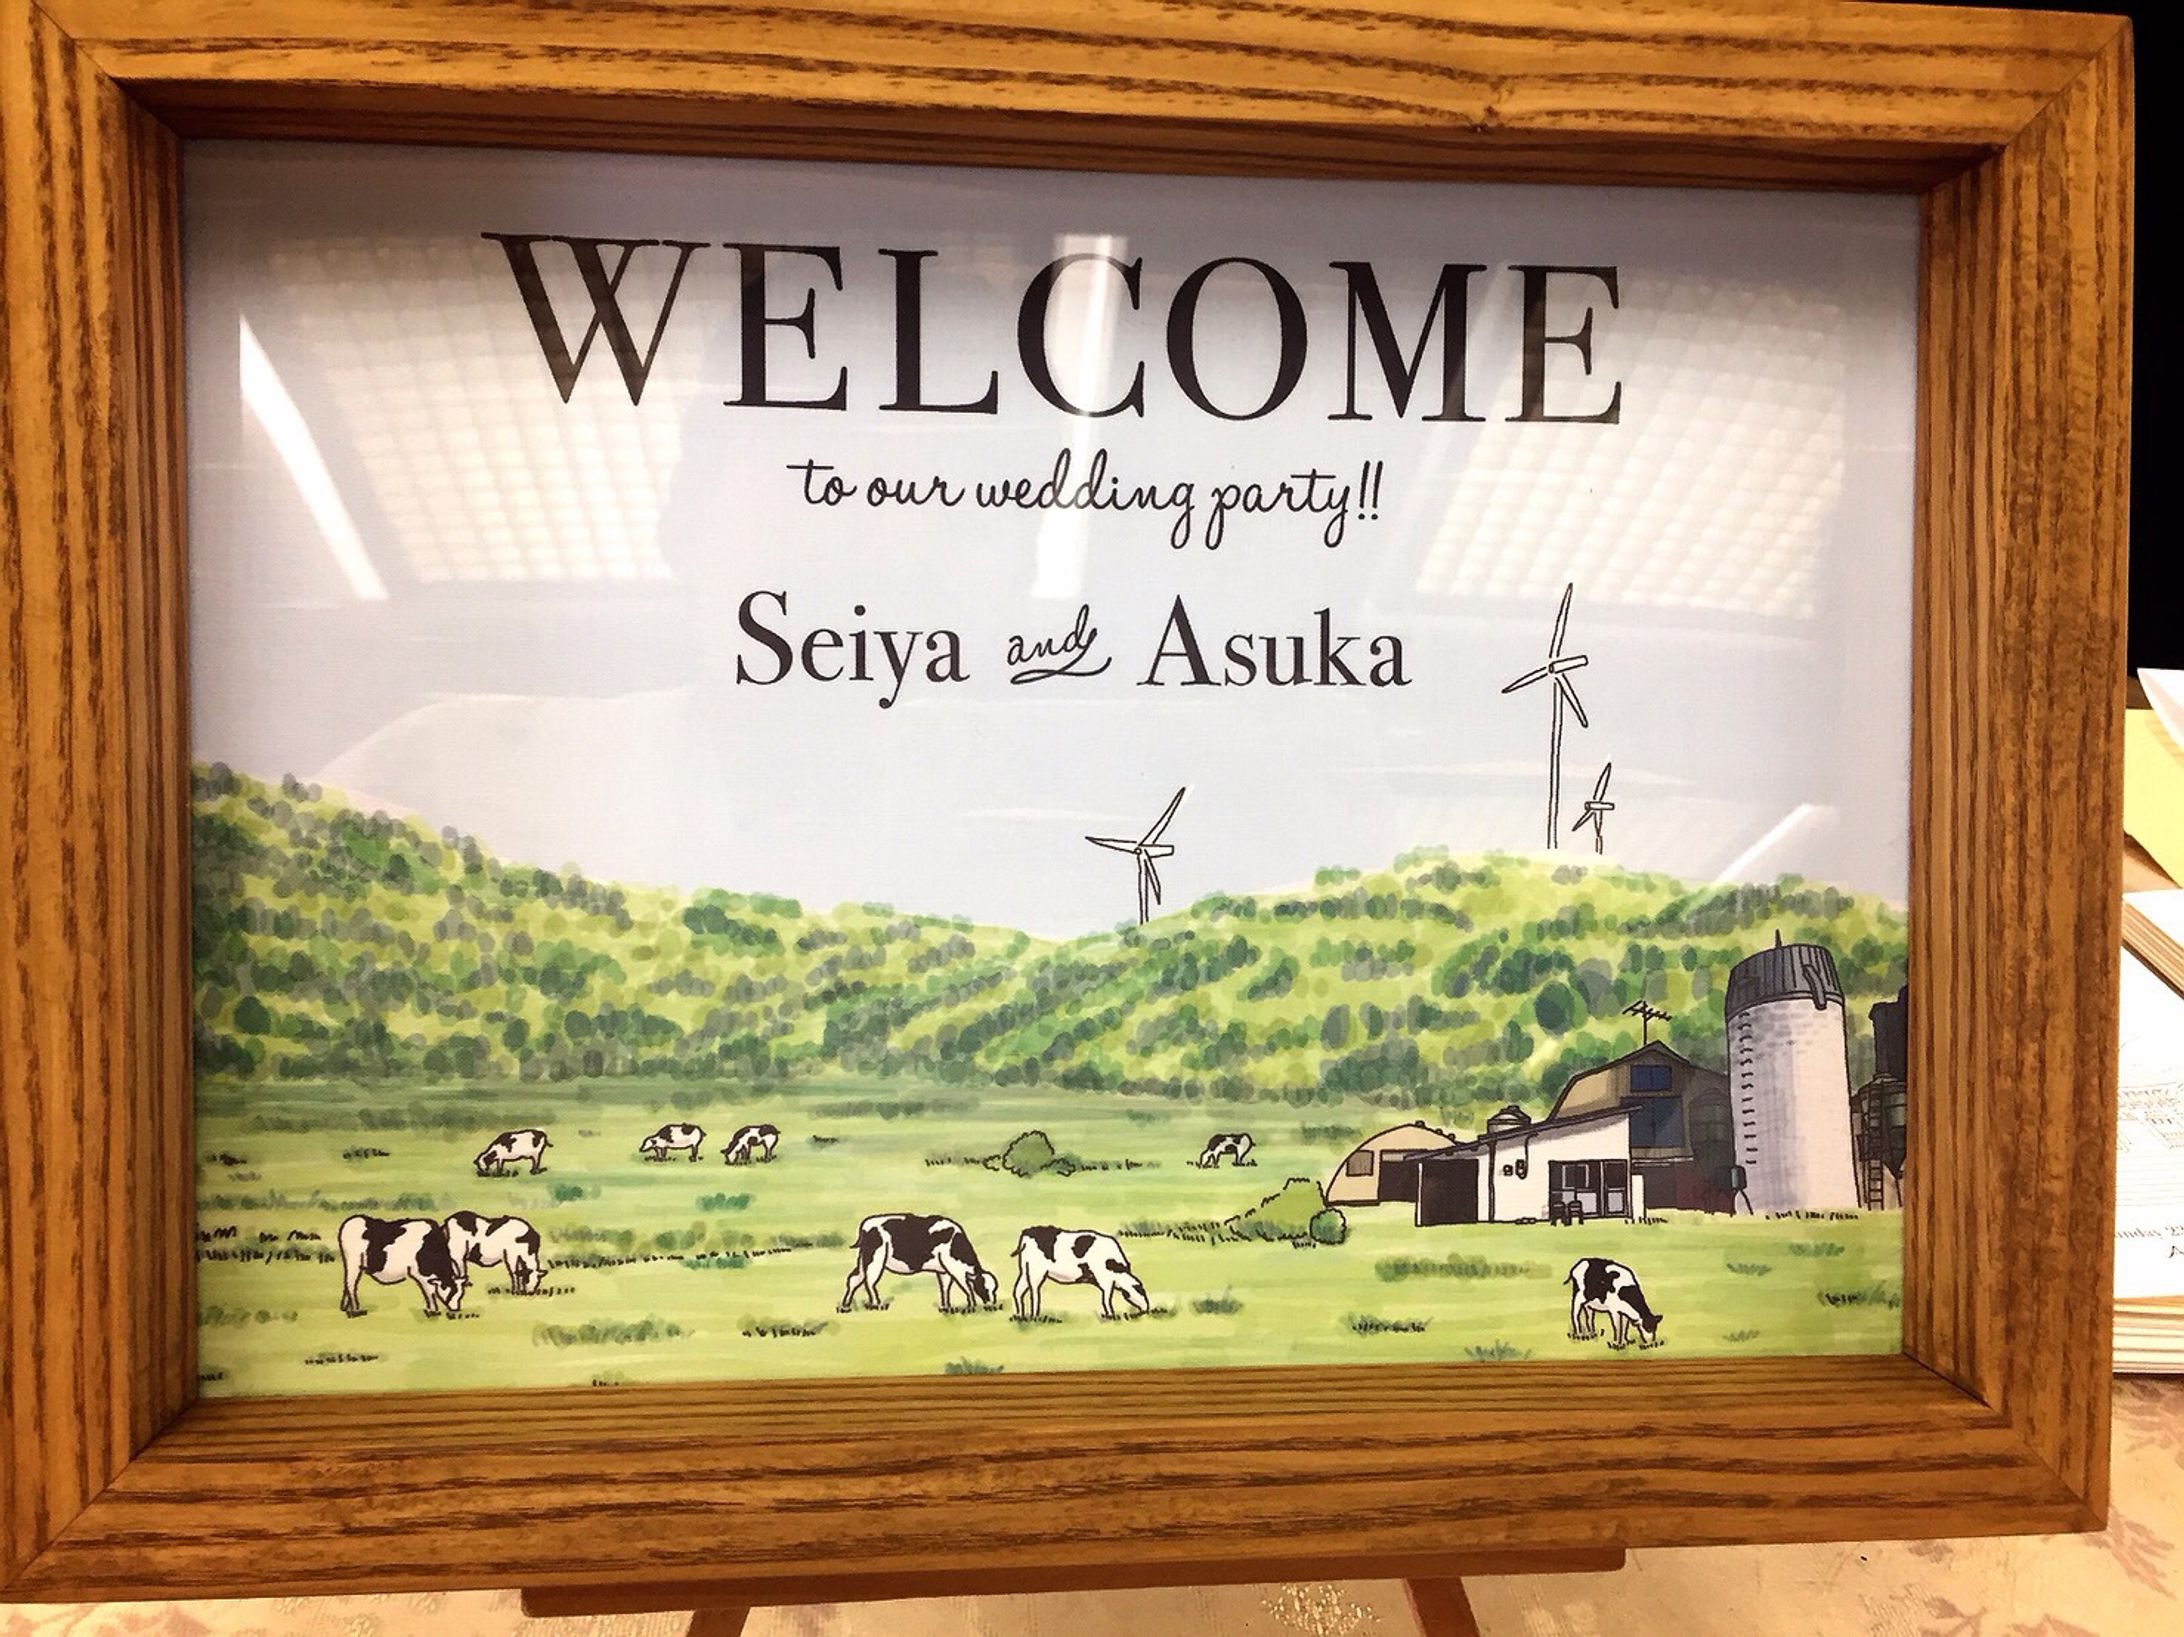 WELCOME
to our wedding party!!
Seiya and Asuka